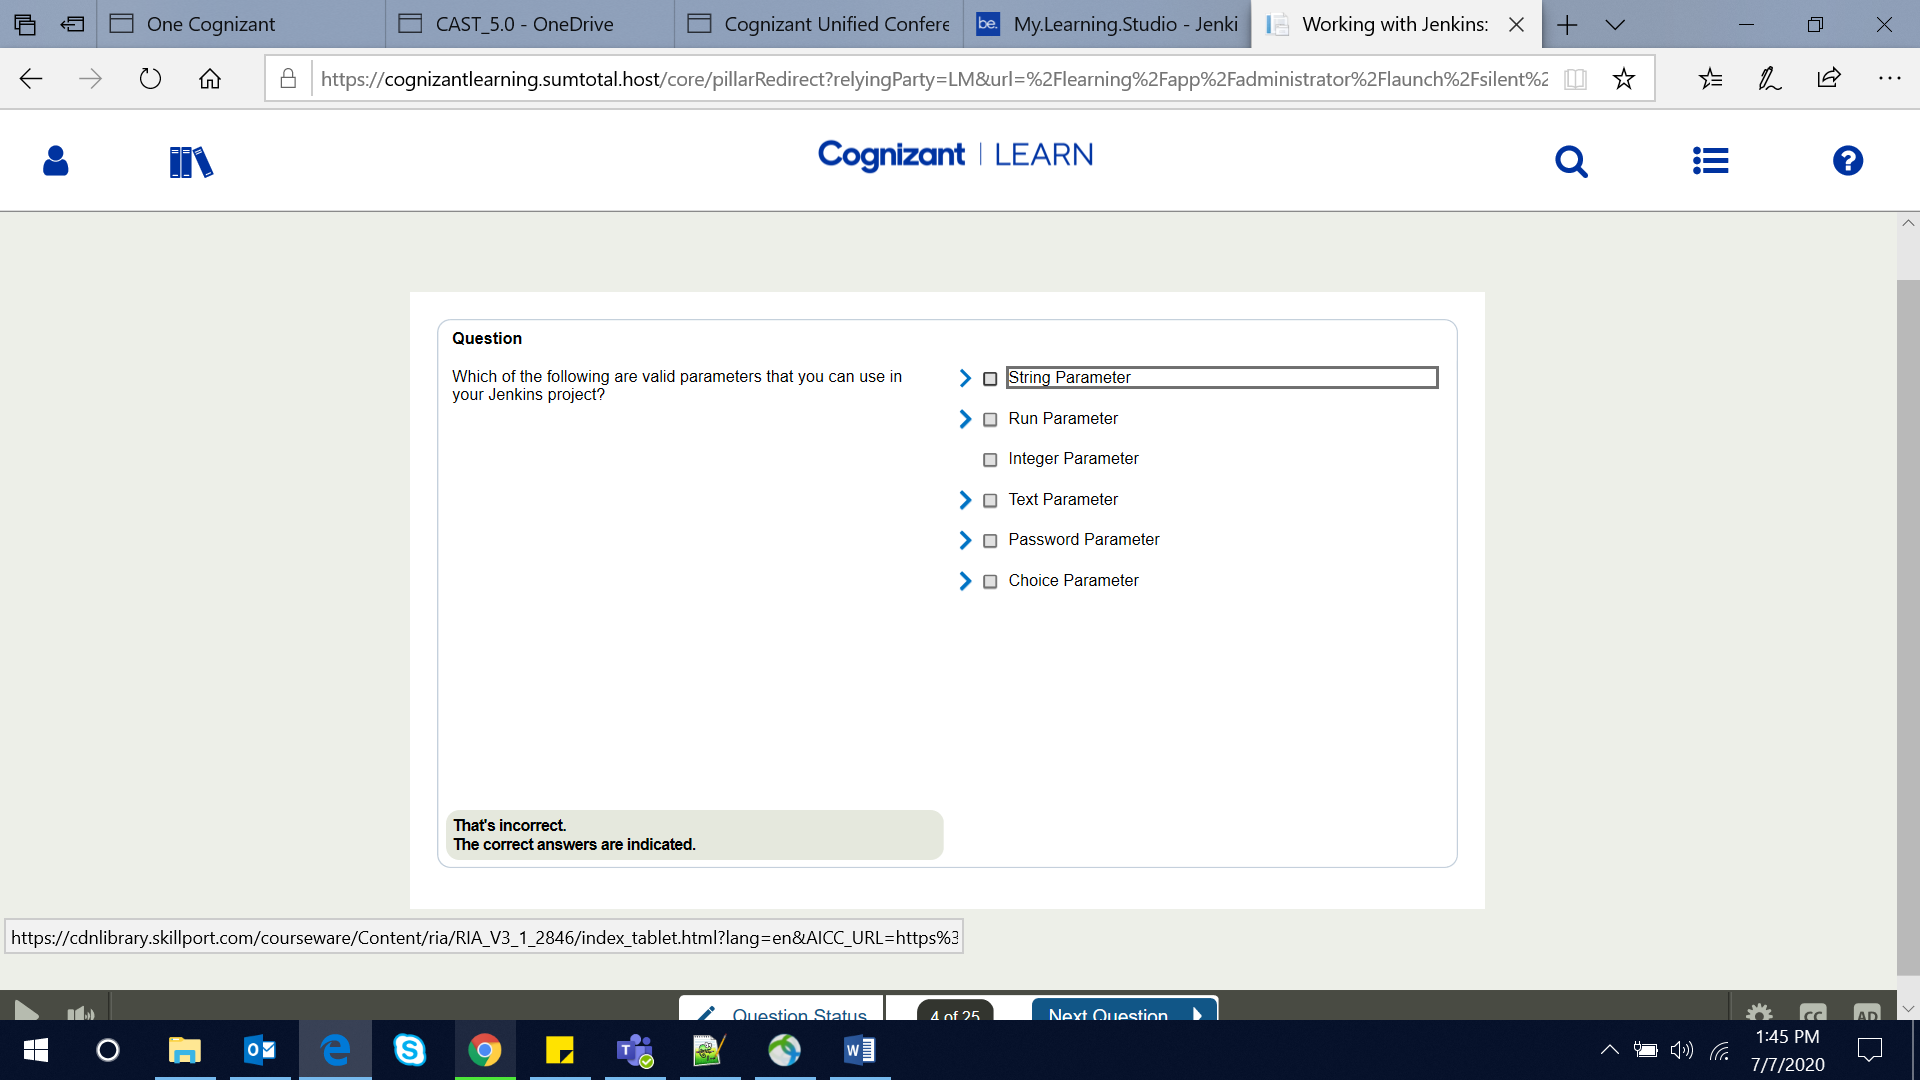 One Cognizant
CAST_5.0 - OneDrive
Cognizant Unified Confere
be. My.Learning.Studio - Jenki
Working with Jenkins:
https://cognizantlearning.sumtotal.host/core/pillarRedirect?relyingParty=LM&url=%2Flearning%2Fapp%2Fadministrator%2Flaunch%2Fsilent%2
Cognizant | LEARN
Question
Which of the following are valid parameters that you can use in
your Jenkins project?
String Parameter
Run Parameter
Integer Parameter
Text Parameter
Password Parameter
Choice Parameter
That's incorrect.
The correct answers are indicated.
https://cdnlibrary.skillport.com/courseware/Content/ria/RIA_V3_1_2846/index_tablet.html?lang=en&AICC_URL=https%3
Question Status
4 of 25
Next Question
CC
AD
1:45 PM
7/7/2020